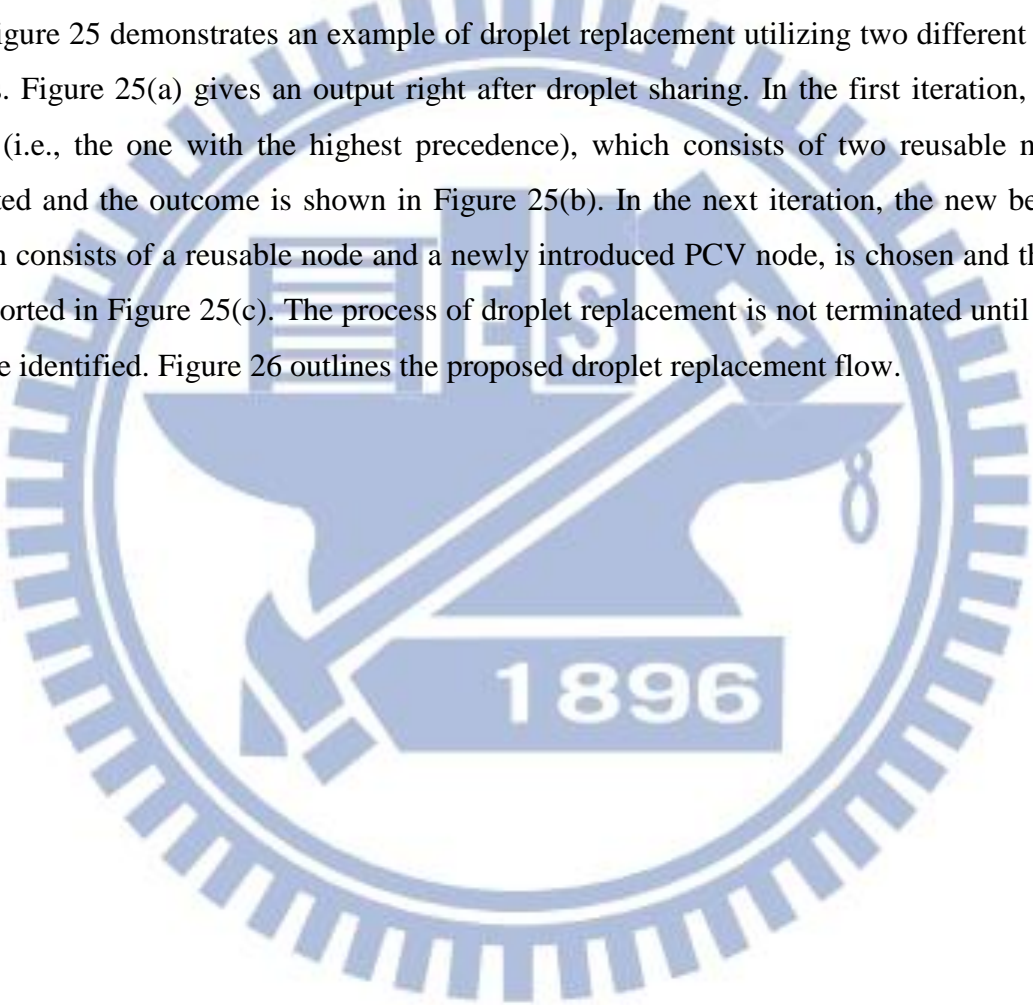 igure 25 demonstrates an example of droplet replacement utilizing two different
s. Figure 25(a) gives an output right after droplet sharing. In the first iteration,
(i.e., the one with the highest precedence), which consists of two reusable
ted and the outcome is shown in Figure 25(b). In the next iteration, the new be
n consists of a reusable node and a newly introduced PCV node, is chosen and th
orted in Figure 25(c). The process of droplet replacement is not terminated until
e identified. Figure 26 outlines the proposed droplet replacement flow.
E S A
8
1896